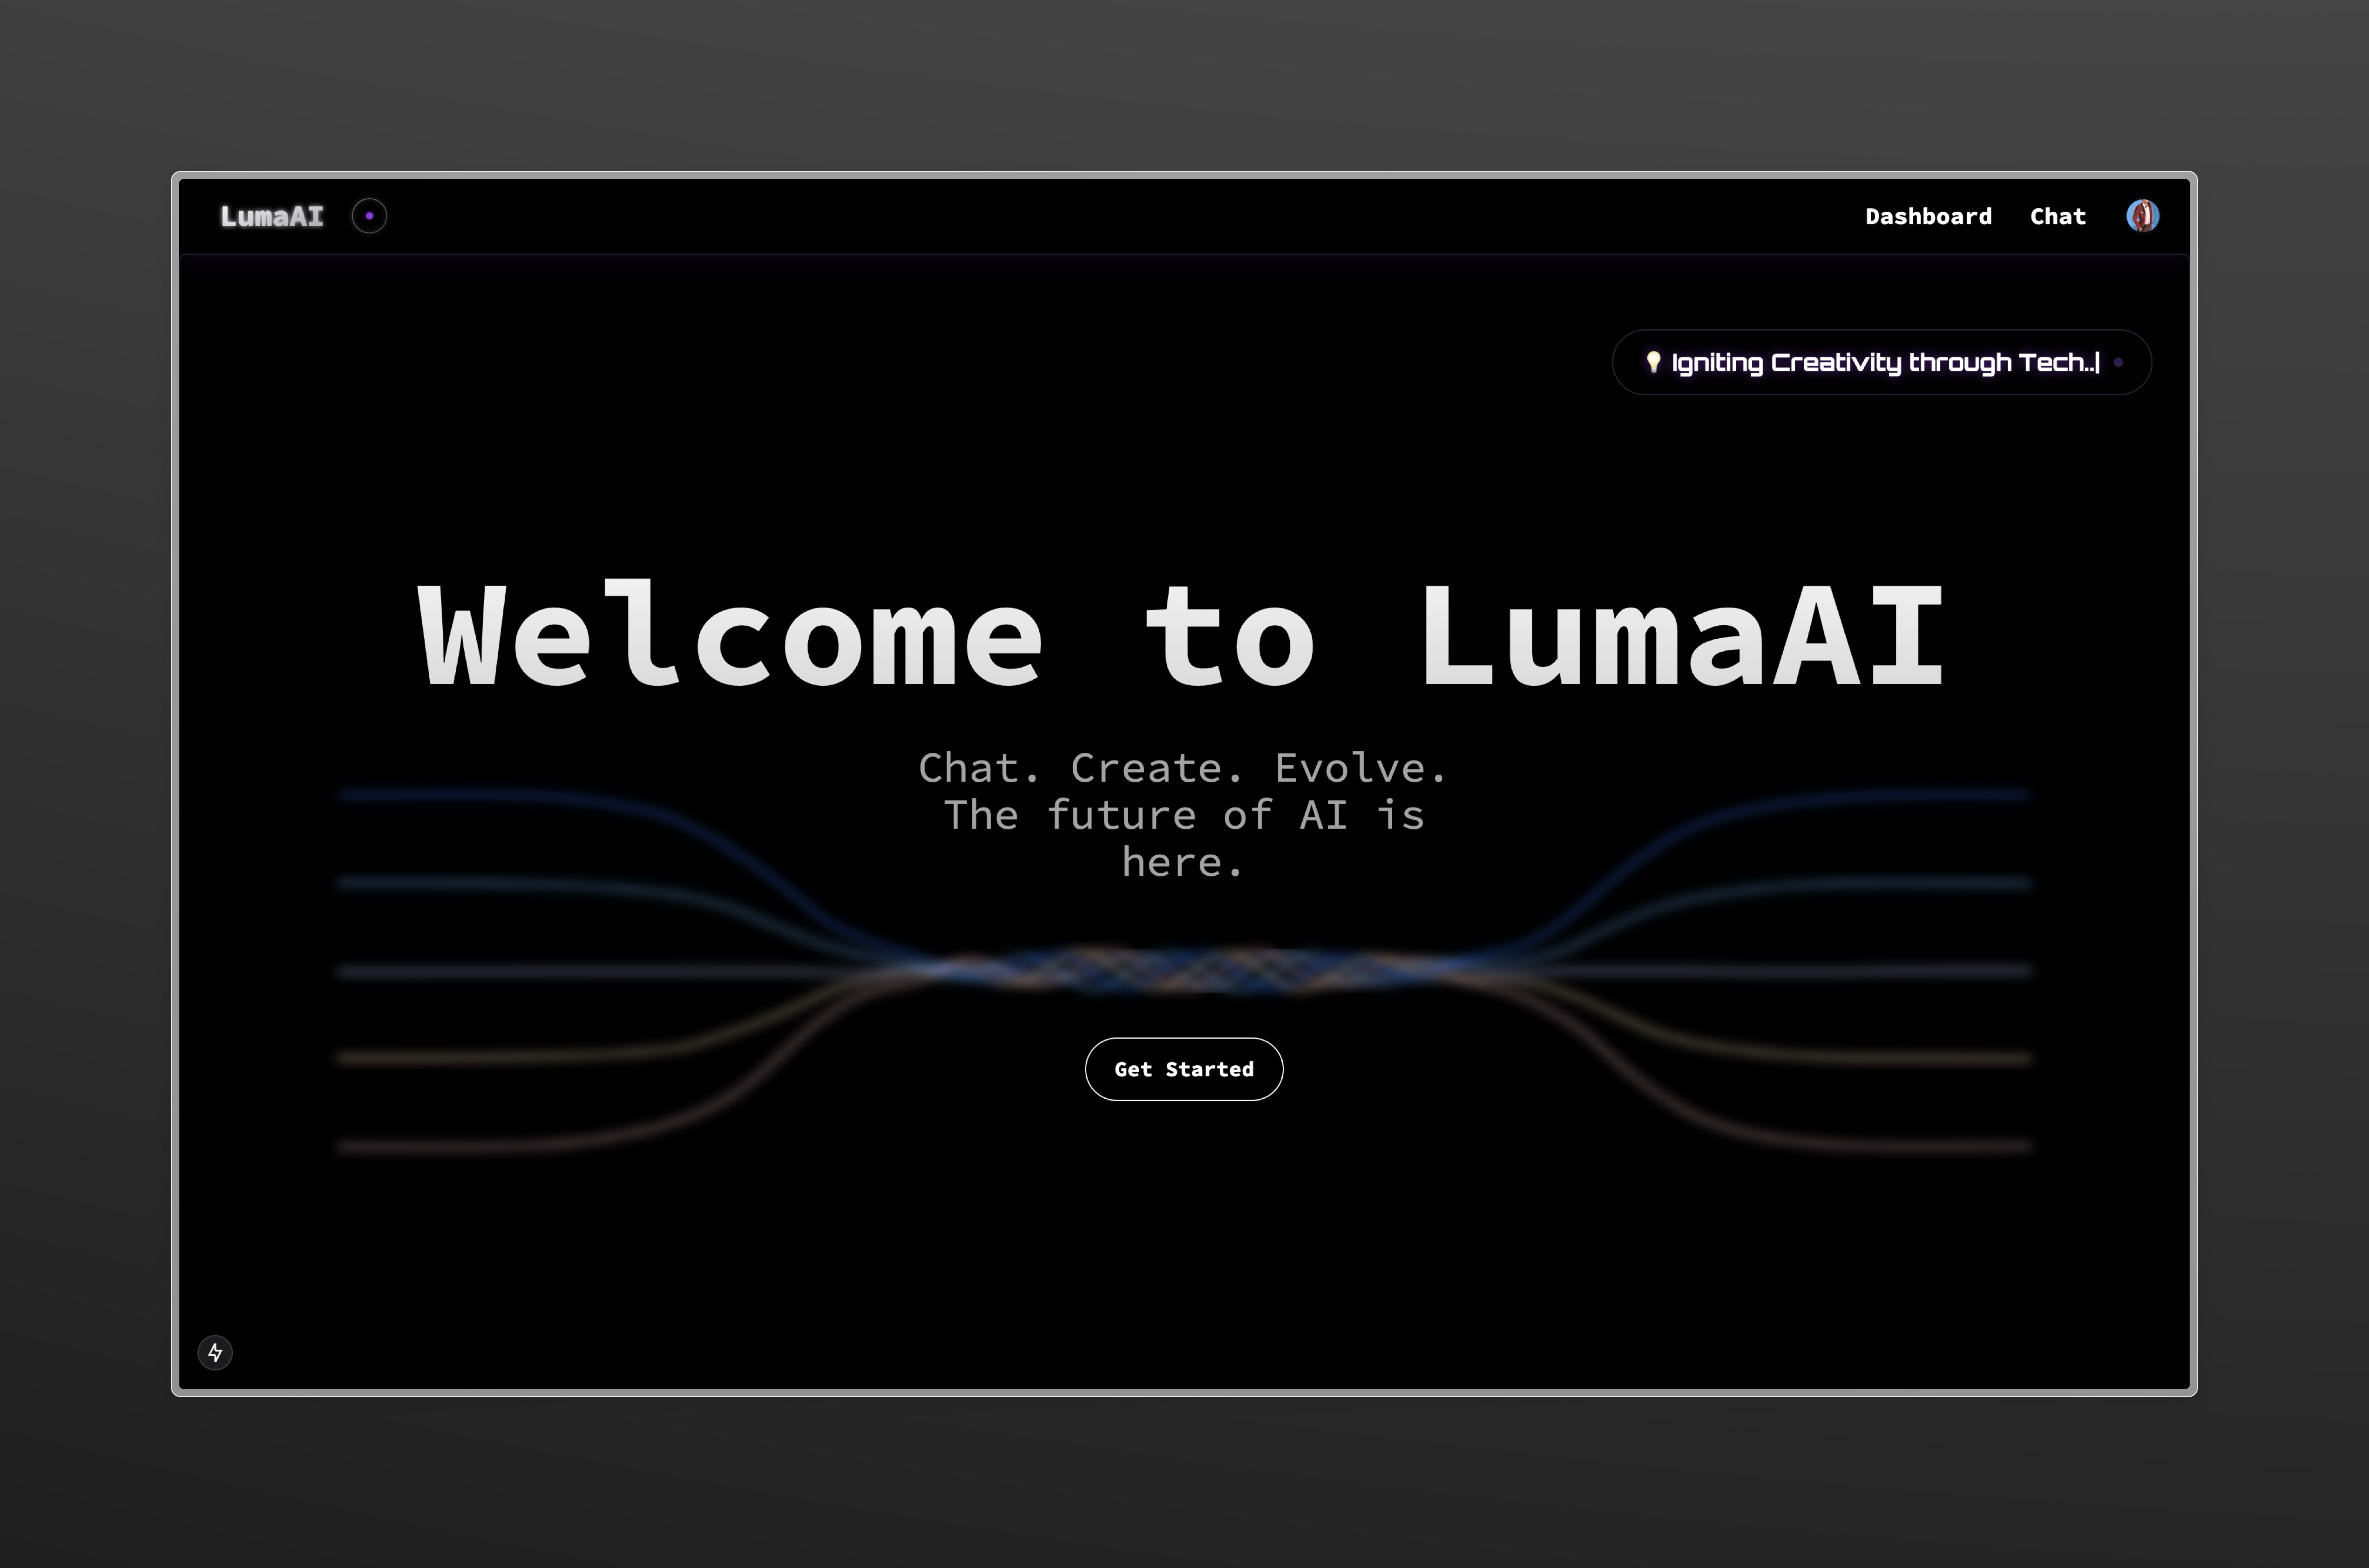 LumaAI
Dashboard
Chat
💡 Igniting Creativity through Tech..|
Welcome to LumaAI
Chat. Create. Evolve.
The future of AI is
here.
Get Started